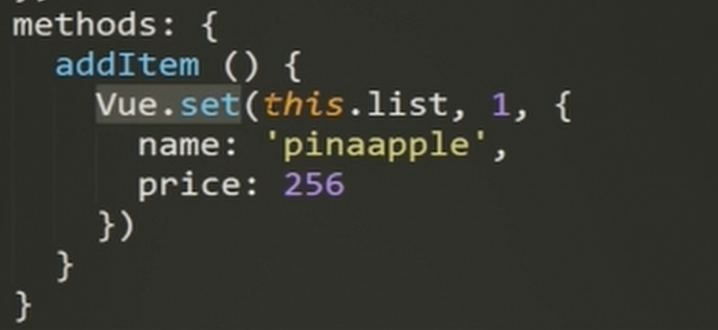 methods: {
addItem () {
Vue.set(this.list, 1, {
name: 'pinaapple',
price: 256
})
}
}